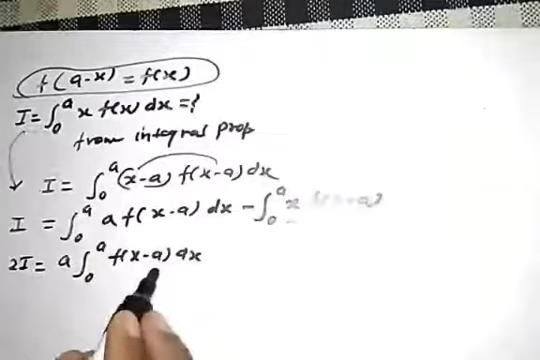 f(a-x) = f(x)
I = ∫₀ᵃ x f(x) dx = ?
from integral prop
I = ∫₀ᵃ (x-a) f(x-a) dx
I = ∫₀ᵃ a f(x-a) dx - ∫₀ᵃ x f(x-a)
2I = a ∫₀ᵃ f(x-a) dx